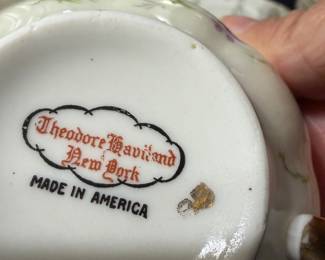 Theodore Haviland
New York
MADE IN AMERICA